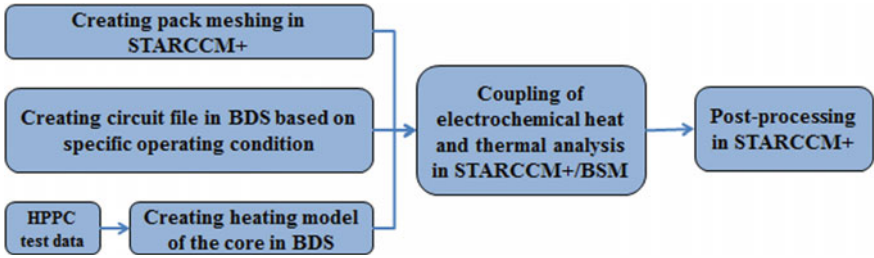 Creating pack meshing in
STARCCM+
Creating circuit file in BDS based on
specific operating condition
HPPC
test data
Creating heating model
of the core in BDS
Coupling of
electrochemical heat
and thermal analysis
in STARCCM+/BSM
Post-processing
in STARCCM+